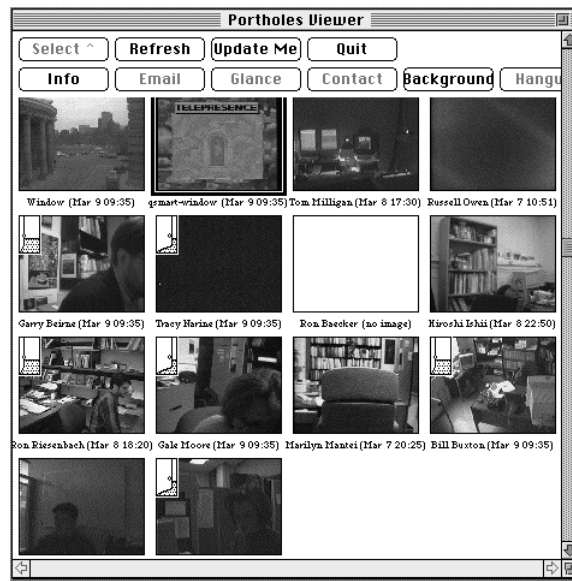 Portholes Viewer
Select ^ Refresh Update Me Quit
Info Email Glance Contact Background Hangu
TELEPRESENCE
Window (Mar 9 09:35) qsmart-window (Mar 9 09:35) Tom Milligan (Mar 8 17:30) Russell Owen (Mar 7 10:51)
Garry Beirne (Mar 9 09:35) Tracy Narine (Mar 9 09:35) Ron Baecker (no image) Hiroshi Ishii (Mar 8 22:50)
Ron Riesenbach (Mar 8 18:20) Gale Moore (Mar 9 09:35) Marilyn Mantei (Mar 7 20:25) Bill Buxton (Mar 9 09:35)